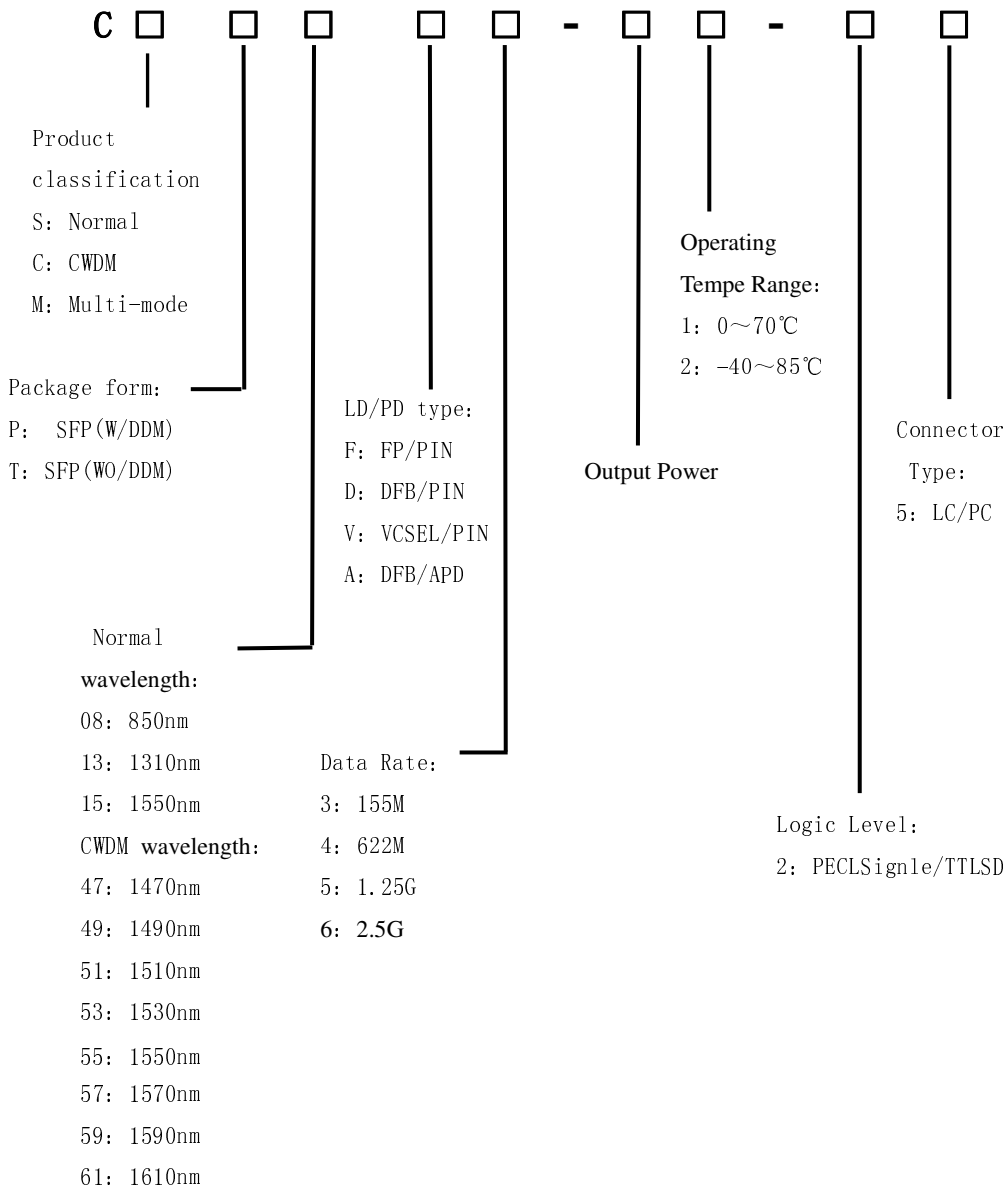 C □ □ □ □ □ - □ □ - □ □
Product
classification
S: Normal
C: CWDM
M: Multi-mode
Package form:
P: SFP(W/DDM)
T: SFP(WO/DDM)
Normal
wavelength:
08: 850nm
13: 1310nm
15: 1550nm
CWDM wavelength:
47: 1470nm
49: 1490nm
51: 1510nm
53: 1530nm
55: 1550nm
57: 1570nm
59: 1590nm
61: 1610nm
LD/PD type:
F: FP/PIN
D: DFB/PIN
V: VCSEL/PIN
A: DFB/APD
Data Rate:
3: 155M
4: 622M
5: 1.25G
6: 2.5G
Output Power
Operating
Tempe Range:
1: 0～70℃
2: -40～85℃
Logic Level:
2: PECLSignle/TTLSD
Connector
Type:
5: LC/PC